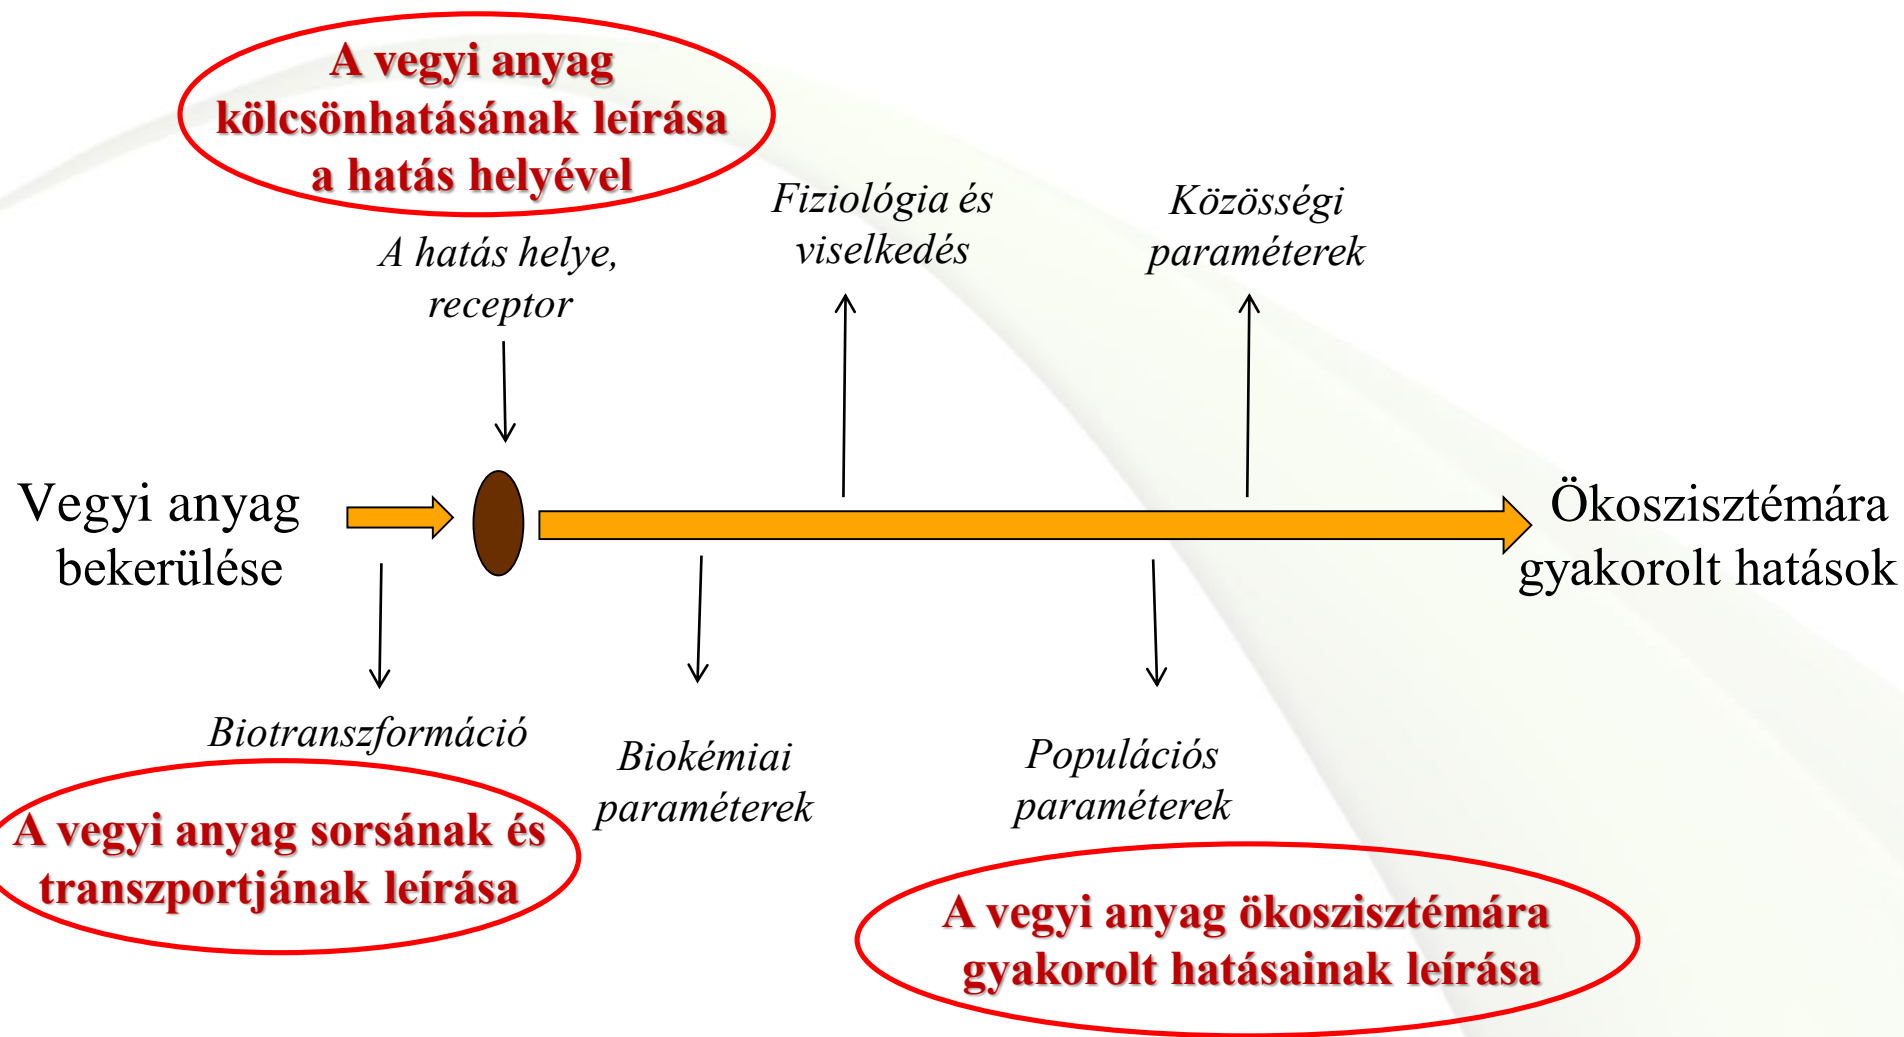 A vegyi anyag
kölcsönhatásának leírása
a hatás helyével
A hatás helye,
receptor
Fiziológia és
viselkedés
Közösségi
paraméterek
Vegyi anyag
bekerülése
Ökoszisztémára
gyakorolt hatások
Biotranszformáció
Biokémiai
paraméterek
Populációs
paraméterek
A vegyi anyag sorsának és
transzportjának leírása
A vegyi anyag ökoszisztémára
gyakorolt hatásainak leírása